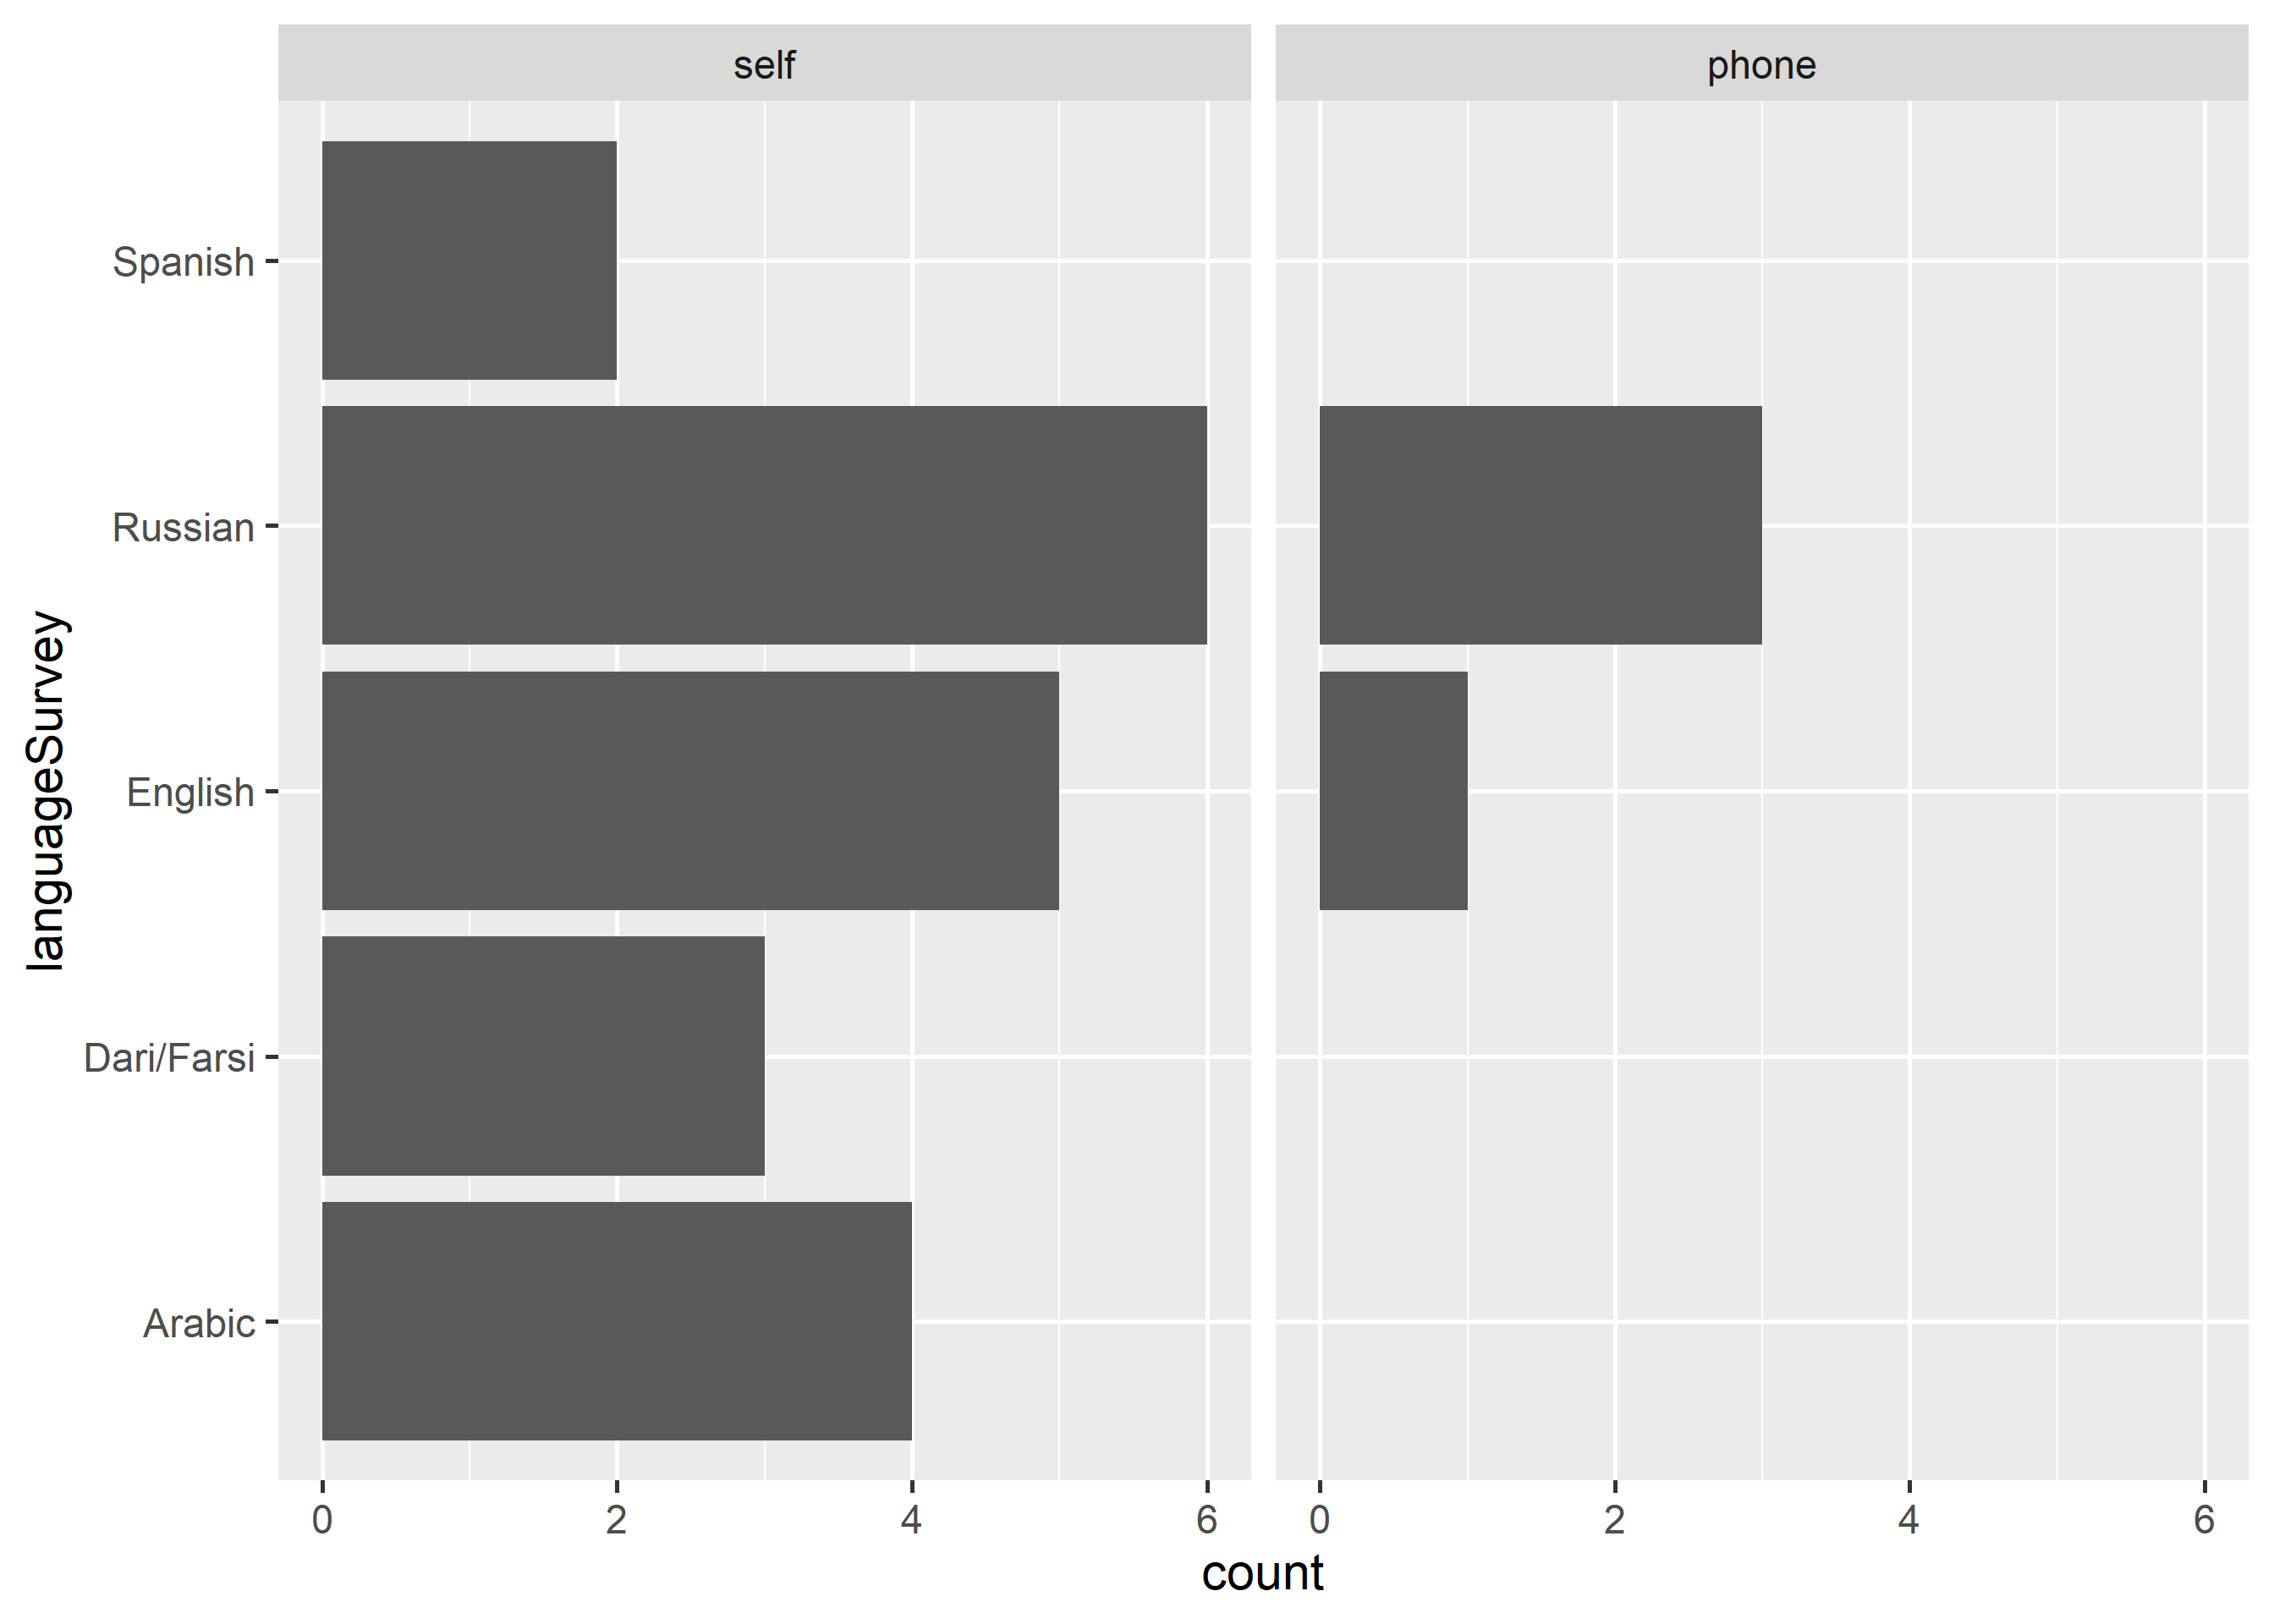 self
phone
languageSurvey
Spanish
Russian
English
Dari/Farsi
Arabic
0 2 4 6
0 2 4 6
count